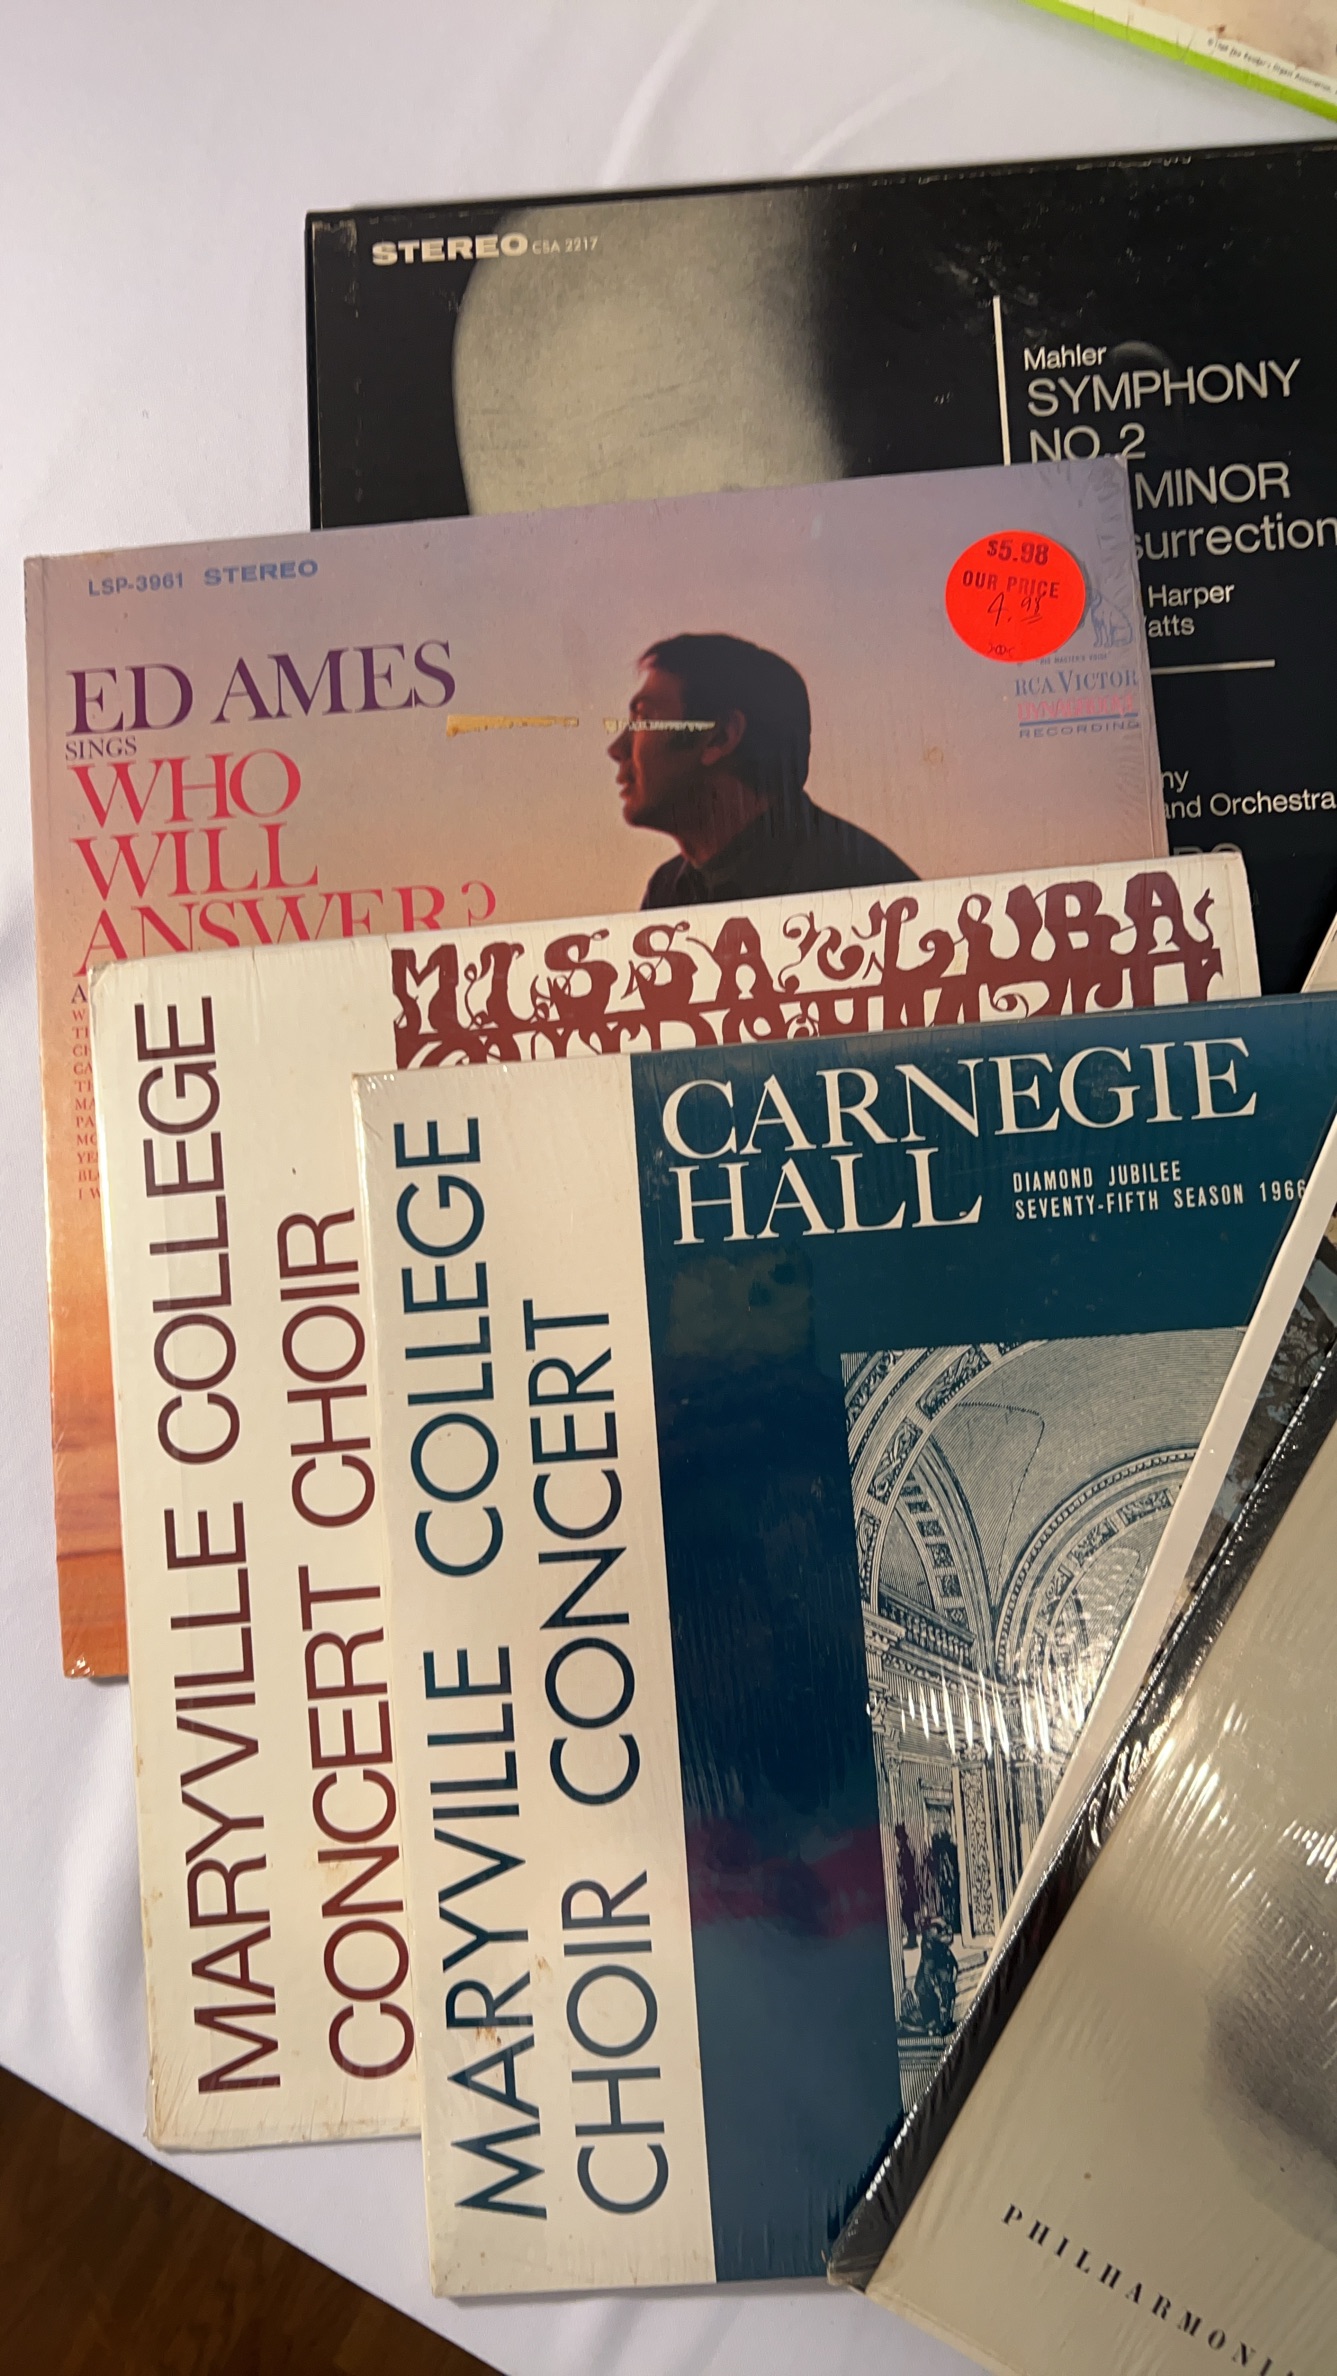 STEREO CSA 2217
Mahler
SYMPHONY
NO. 2
MINOR
surrection
Harper
atts
ny
and Orchestra
LSP-3961 STEREO
ED AMES
SINGS
WHO
WILL
ANSWER?
$5.98
OUR PRICE
4.98
RCA VICTOR
DYNAGROOVE
RECORDING
MISSA LUBA
MARYVILLE COLLEGE
CONCERT CHOIR
MARYVILLE COLLEGE
CHOIR CONCERT
CARNEGIE
HALL
DIAMOND JUBILEE
SEVENTY-FIFTH SEASON 1966
PHILHARMONI